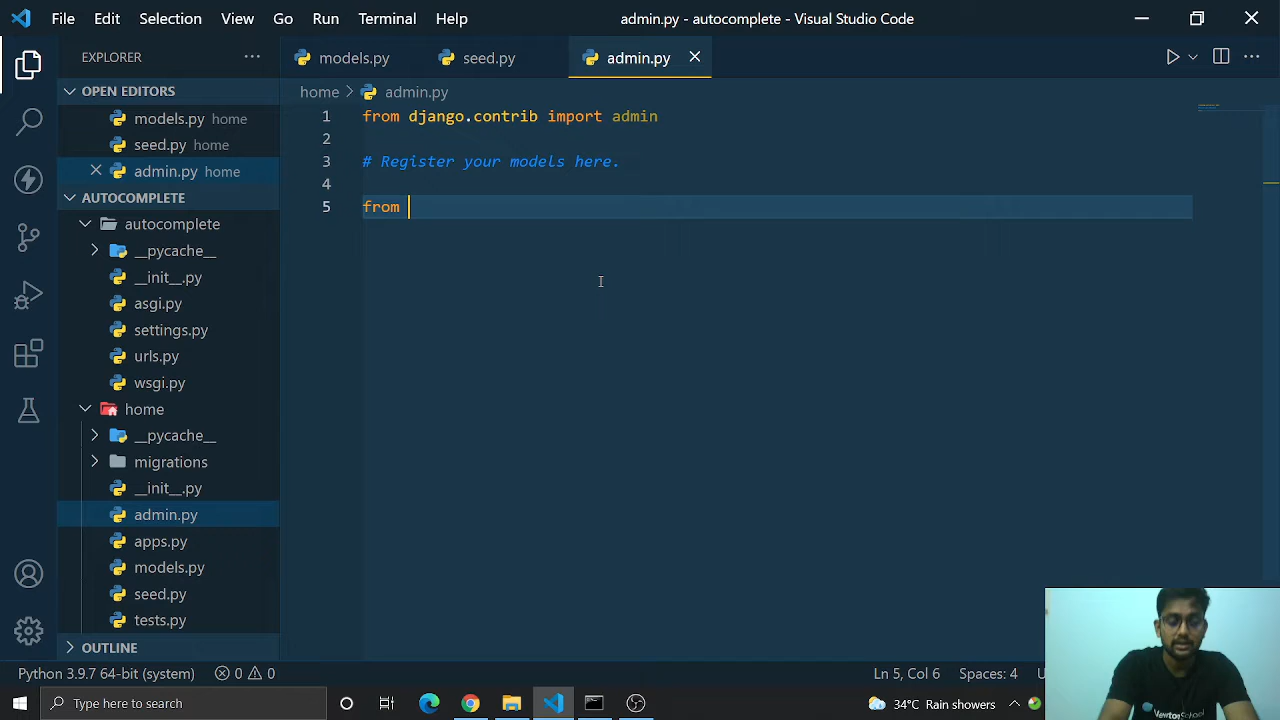 File Edit Selection View Go Run Terminal Help
admin.py - autocomplete - Visual Studio Code
EXPLORER
models.py seed.py admin.py
OPEN EDITORS
models.py home
seed.py home
admin.py home
AUTOCOMPLETE
autocomplete
__pycache__
__init__.py
asgi.py
settings.py
urls.py
wsgi.py
home
__pycache__
migrations
__init__.py
admin.py
apps.py
models.py
seed.py
tests.py
OUTLINE
home > admin.py
1 from django.contrib import admin
2
3 # Register your models here.
4
5 from
Newton School
Python 3.9.7 64-bit (system) 0 0 Ln 5, Col 6 Spaces: 4
Type here to search
34°C Rain showers